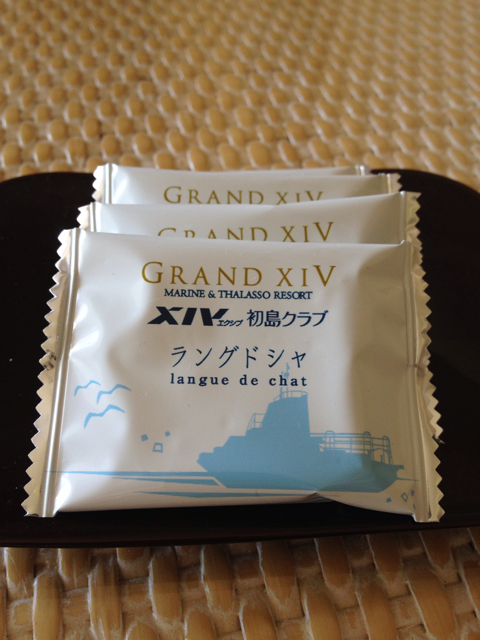 GRAND XIV
GRAND XIV
GRAND XIV
MARINE & THALASSO RESORT
XIV エクシブ 初島クラブ
ラングドシャ
langue de chat